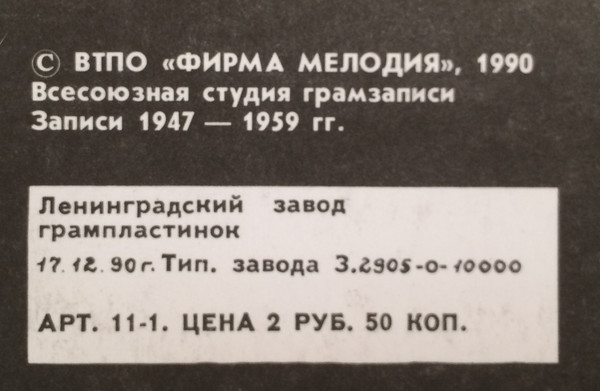 © ВТПО «ФИРМА МЕЛОДИЯ», 1990
Всесоюзная студия грамзаписи
Записи 1947 — 1959 гг.
Ленинградский завод
грампластинок
17.12.90г. Тип. завода З.2905-о-10000
АРТ. 11-1. ЦЕНА 2 РУБ. 50 КОП.